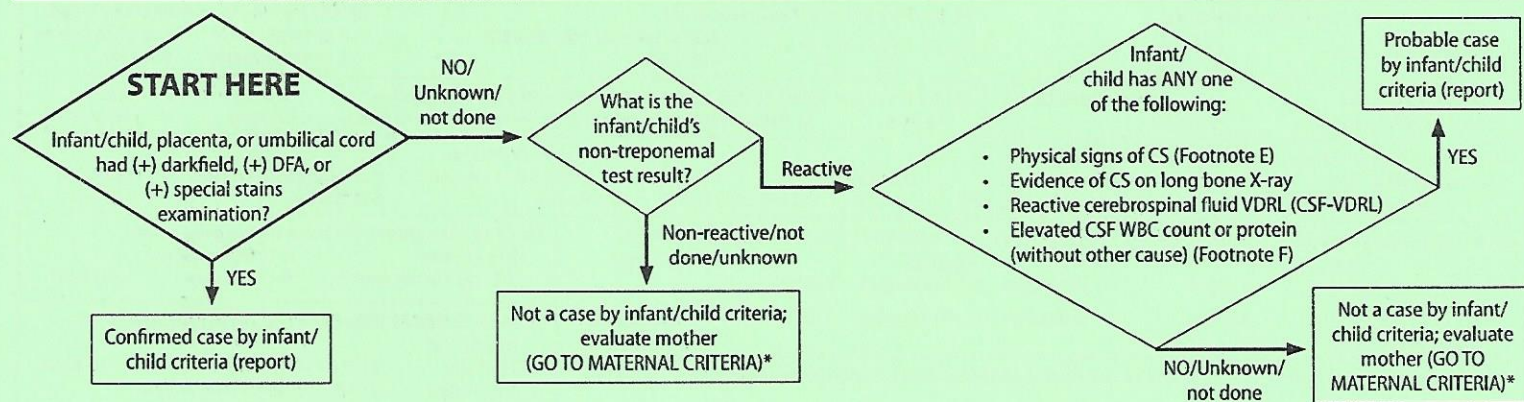 START HERE
Infant/child, placenta, or umbilical cord
had (+) darkfield, (+) DFA, or
(+) special stains
examination?
YES
Confirmed case by infant/
child criteria (report)
NO/
Unknown/
not done
What is the
infant/child's
non-treponemal
test result?
Non-reactive/not
done/unknown
Not a case by infant/child criteria;
evaluate mother
(GO TO MATERNAL CRITERIA)*
Reactive
Infant/
child has ANY one
of the following:
• Physical signs of CS (Footnote E)
• Evidence of CS on long bone X-ray
• Reactive cerebrospinal fluid VDRL (CSF-VDRL)
• Elevated CSF WBC count or protein
(without other cause) (Footnote F)
YES
Probable case
by infant/child
criteria (report)
NO/Unknown/
not done
Not a case by infant/
child criteria; evaluate
mother (GO TO
MATERNAL CRITERIA)*